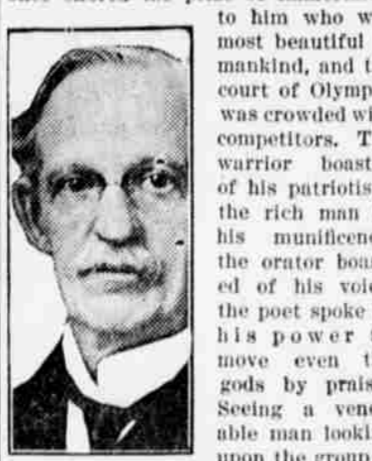 to him who w
most beautiful
mankind, and t
court of Olymp
was crowded wi
competitors. T
warrior boast
of his patriotis
the rich man
his munificenc
the orator boas
ed of his voic
the poet spoke
his power t
move even t
gods by prais
Seeing a vene
able man looki
upon the group